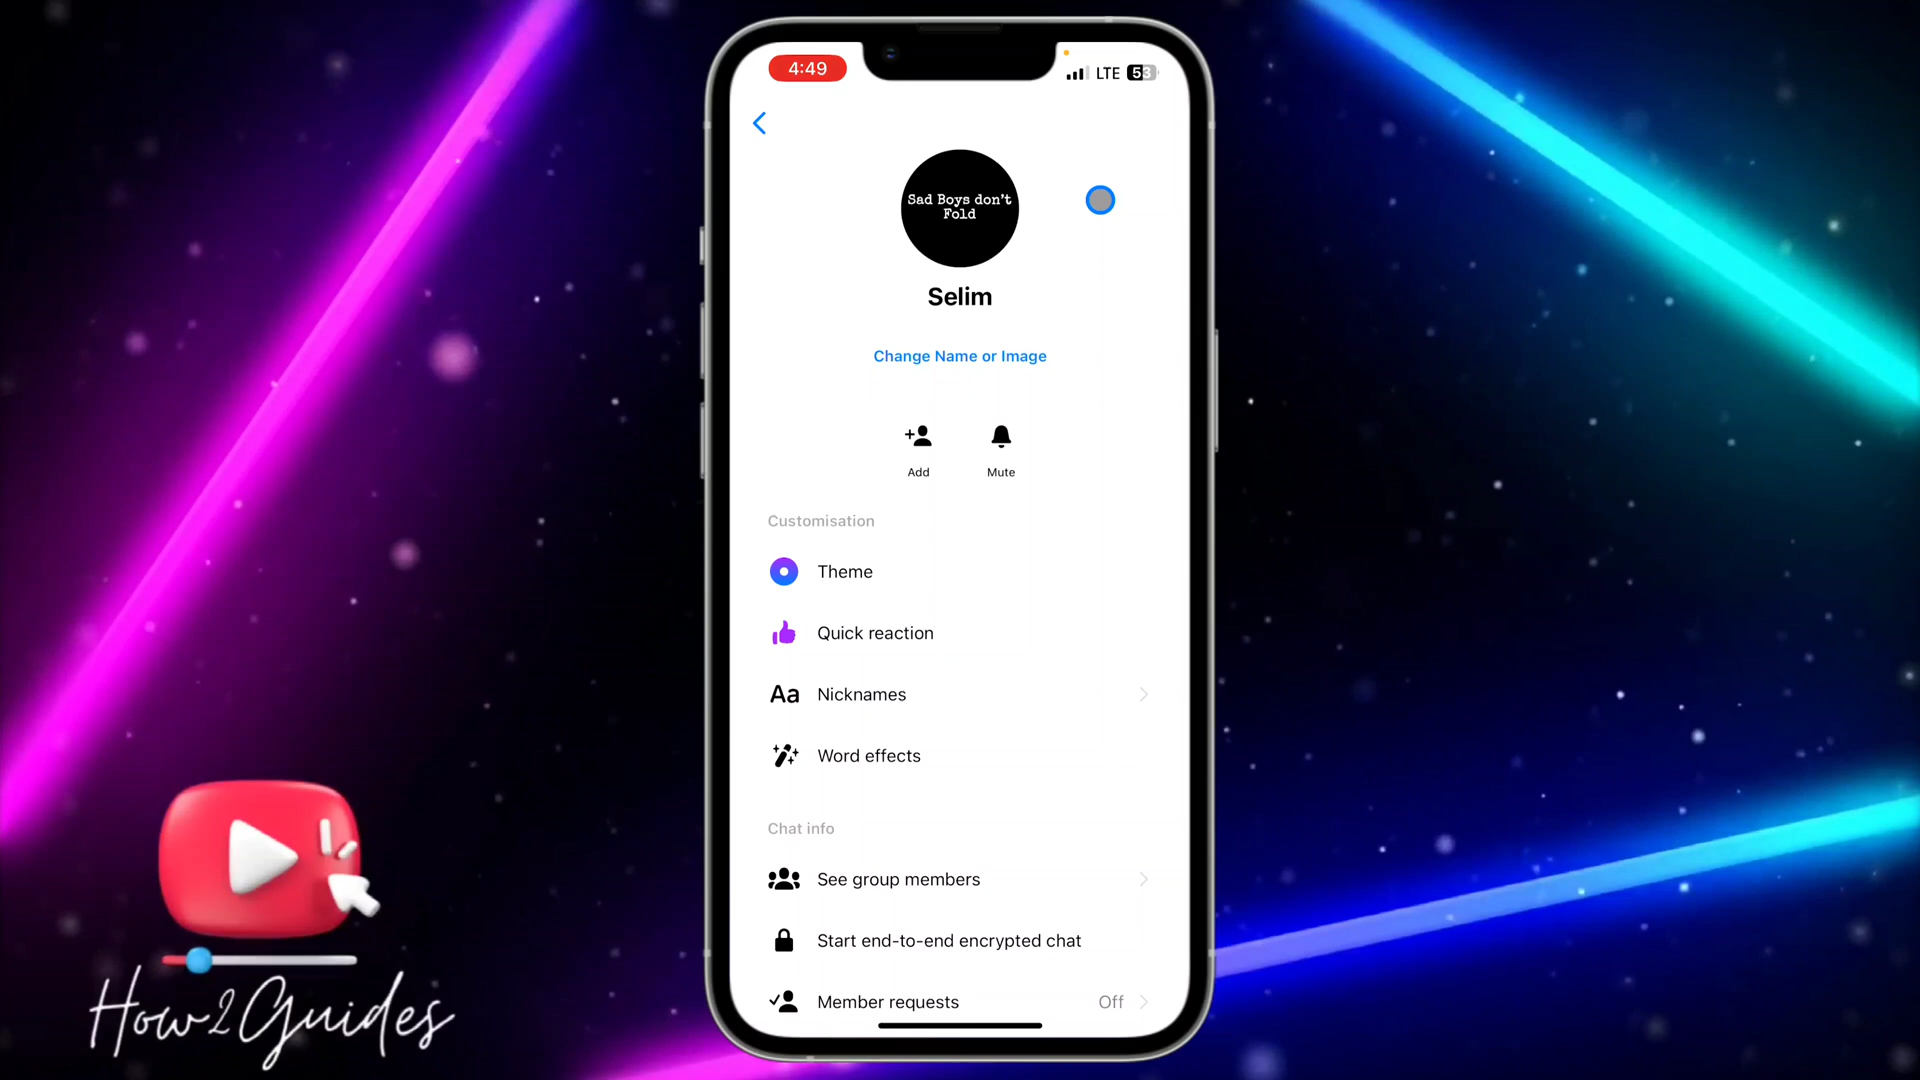 4:49
LTE 53
Sad Boys don't
Fold
Selim
Change Name or Image
Add
Mute
Customisation
Theme
Quick reaction
Aa Nicknames
Word effects
Chat info
See group members
Start end-to-end encrypted chat
Member requests Off
How2Guides